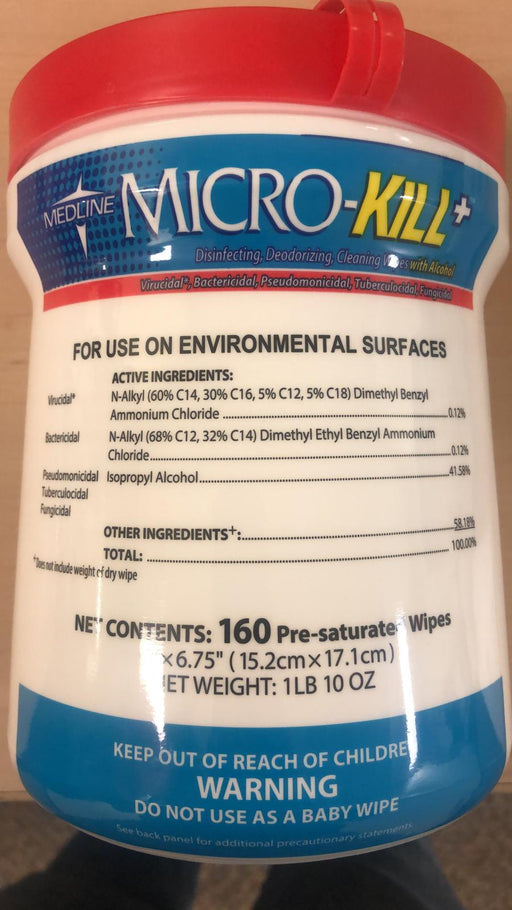 MEDLINE MICRO-KILL+™
Disinfecting, Deodorizing, Cleaning Wipes with Alcohol
Virucidal*, Bactericidal, Pseudomonicidal, Tuberculocidal, Fungicidal
FOR USE ON ENVIRONMENTAL SURFACES
ACTIVE INGREDIENTS:
Virucidal* N-Alkyl (60% C14, 30% C16, 5% C12, 5% C18) Dimethyl Benzyl
Ammonium Chloride ........ 0.12%
Bactericidal N-Alkyl (68% C12, 32% C14) Dimethyl Ethyl Benzyl Ammonium
Chloride........ 0.12%
Pseudomonicidal Isopropyl Alcohol........ 41.58%
Tuberculocidal
Fungicidal
OTHER INGREDIENTS+:........ 58.18%
TOTAL: ........ 100.00%
+Does not include weight of dry wipe
NET CONTENTS: 160 Pre-saturated Wipes
×6.75" (15.2cm×17.1cm)
NET WEIGHT: 1LB 10 OZ
KEEP OUT OF REACH OF CHILDREN
WARNING
DO NOT USE AS A BABY WIPE
See back panel for additional precautionary statements.